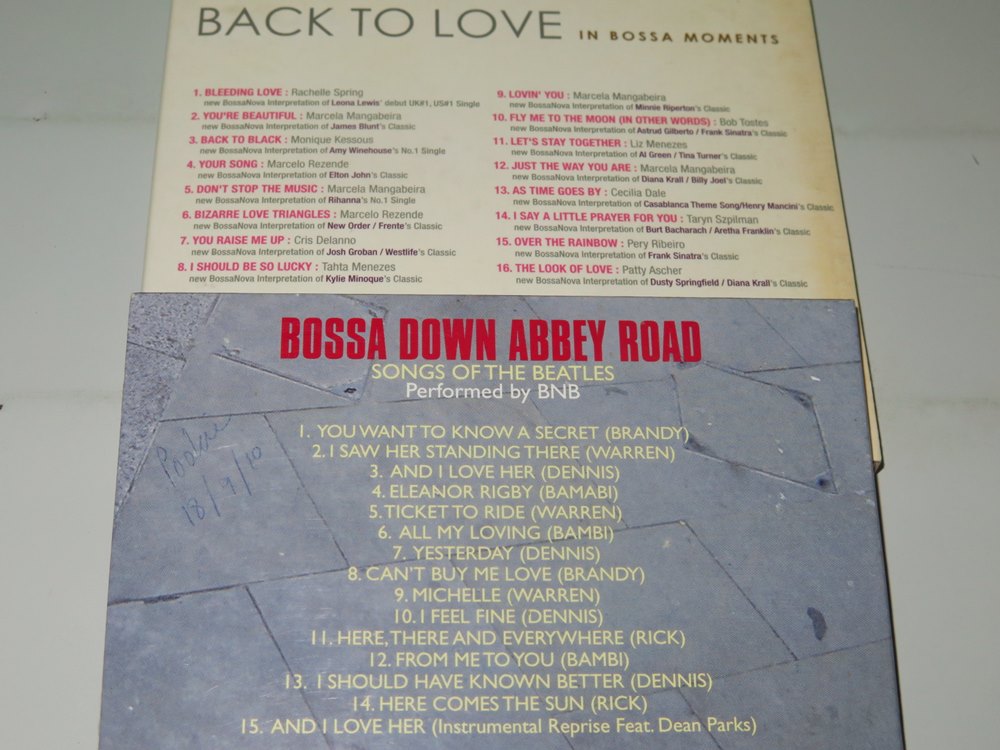 BACK TO LOVE IN BOSSA MOMENTS
1. BLEEDING LOVE : Rachelle Spring
new BossaNova Interpretation of Leona Lewis' debut UK#1, US#1 Single
2. YOU'RE BEAUTIFUL : Marcela Mangabeira
new BossaNova Interpretation of James Blunt's Classic
3. BACK TO BLACK : Monique Kessous
new BossaNova Interpretation of Amy Winehouse's No.1 Single
4. YOUR SONG : Marcelo Rezende
new BossaNova Interpretation of Elton John's Classic
5. DON'T STOP THE MUSIC : Marcela Mangabeira
new BossaNova Interpretation of Rihanna's No.1 Single
6. BIZARRE LOVE TRIANGLES : Marcelo Rezende
new BossaNova Interpretation of New Order / Frente's Classic
7. YOU RAISE ME UP : Cris Delanno
new BossaNova Interpretation of Josh Groban / Westlife's Classic
8. I SHOULD BE SO LUCKY : Tahta Menezes
new BossaNova Interpretation of Kylie Minoque's Classic
9. LOVIN' YOU : Marcela Mangabeira
new BossaNova Interpretation of Minnie Riperton's Classic
10. FLY ME TO THE MOON (IN OTHER WORDS) : Bob Tostes
new BossaNova Interpretation of Astrud Gilberto / Frank Sinatra's Classic
11. LET'S STAY TOGETHER : Liz Menezes
new BossaNova Interpretation of Al Green / Tina Turner's Classic
12. JUST THE WAY YOU ARE : Marcela Mangabeira
new BossaNova Interpretation of Diana Krall / Billy Joel's Classic
13. AS TIME GOES BY : Cecilia Dale
new BossaNova Interpretation of Casablanca Theme Song/Henry Mancini's Classic
14. I SAY A LITTLE PRAYER FOR YOU : Taryn Szpilman
new BossaNova Interpretation of Burt Bacharach / Aretha Franklin's Classic
15. OVER THE RAINBOW : Pery Ribeiro
new BossaNova Interpretation of Frank Sinatra's Classic
16. THE LOOK OF LOVE : Patty Ascher
new BossaNova Interpretation of Dusty Springfield / Diana Krall's Classic
BOSSA DOWN ABBEY ROAD
SONGS OF THE BEATLES
Performed by BNB
18/9/10
1. YOU WANT TO KNOW A SECRET (BRANDY)
2. I SAW HER STANDING THERE (WARREN)
3. AND I LOVE HER (DENNIS)
4. ELEANOR RIGBY (BAMABI)
5. TICKET TO RIDE (WARREN)
6. ALL MY LOVING (BAMBI)
7. YESTERDAY (DENNIS)
8. CAN'T BUY ME LOVE (BRANDY)
9. MICHELLE (WARREN)
10. I FEEL FINE (DENNIS)
11. HERE, THERE AND EVERYWHERE (RICK)
12. FROM ME TO YOU (BAMBI)
13. I SHOULD HAVE KNOWN BETTER (DENNIS)
14. HERE COMES THE SUN (RICK)
15. AND I LOVE HER (Instrumental Reprise Feat. Dean Parks)